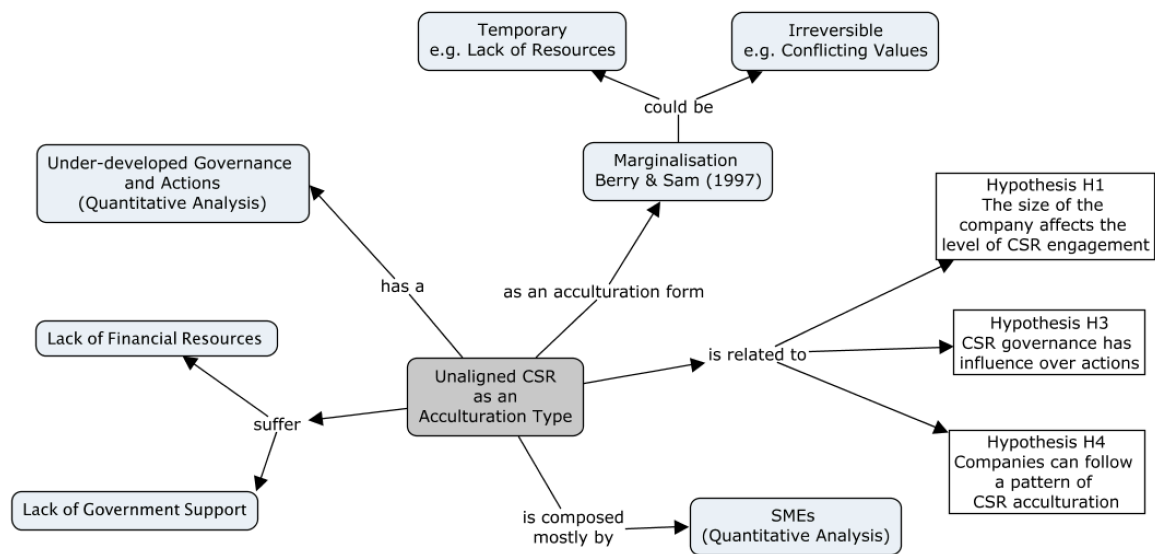 Temporary
e.g. Lack of Resources
Irreversible
e.g. Conflicting Values
could be
Marginalisation
Berry & Sam (1997)
Under-developed Governance
and Actions
(Quantitative Analysis)
Hypothesis H1
The size of the
company affects the
level of CSR engagement
has a
as an acculturation form
Lack of Financial Resources
Hypothesis H3
CSR governance has
influence over actions
is related to
Unaligned CSR
as an
Acculturation Type
suffer
Hypothesis H4
Companies can follow
a pattern of
CSR acculturation
Lack of Government Support
is composed
mostly by
SMEs
(Quantitative Analysis)